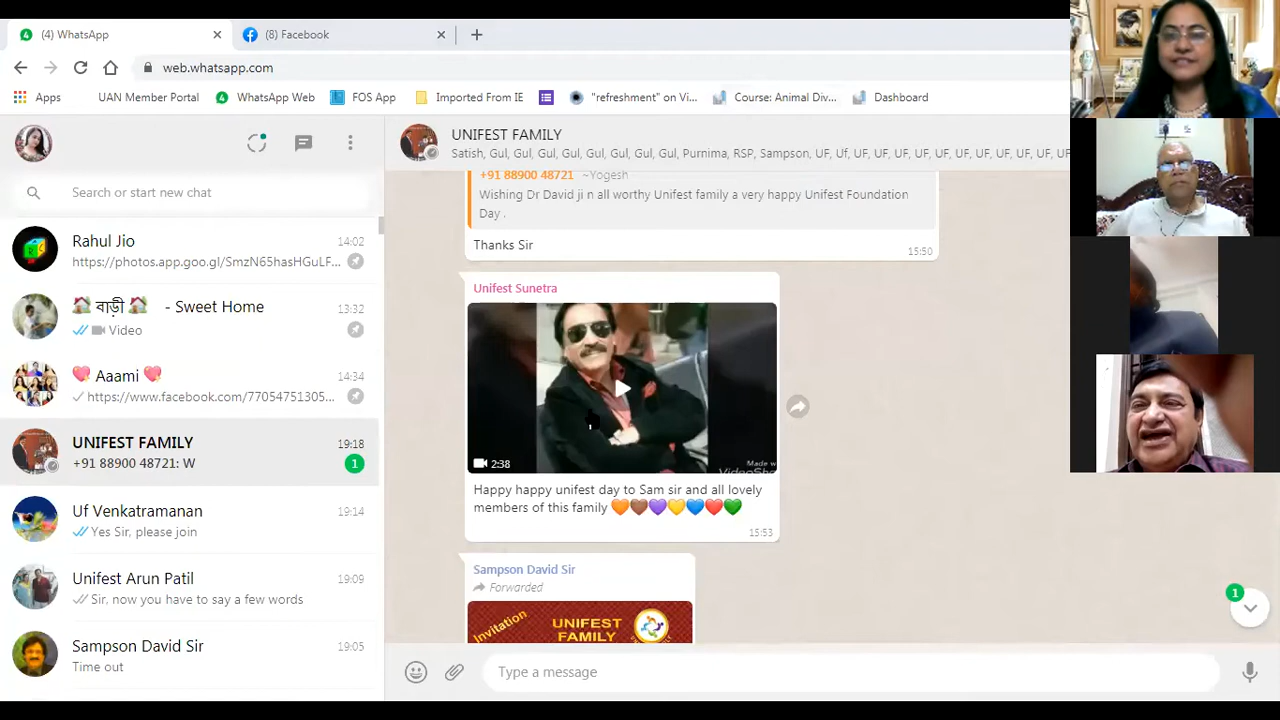 (4) WhatsApp
(8) Facebook
web.whatsapp.com
Apps
UAN Member Portal
WhatsApp Web
FOS App
Imported From IE
"refreshment" on Vi...
Course: Animal Div...
Dashboard
Search or start new chat
Rahul Jio
14:02
https://photos.app.goo.gl/SmzN65hasHGuLF...
বাড়ী - Sweet Home
13:32
Video
Aaami
14:34
https://www.facebook.com/77054751305...
UNIFEST FAMILY
19:18
+91 88900 48721: W
1
Uf Venkatramanan
19:14
Yes Sir, please join
Unifest Arun Patil
19:09
Sir, now you have to say a few words
Sampson David Sir
19:05
Time out
UNIFEST FAMILY
Satish, Gul, Gul, Gul, Gul, Gul, Gul, Gul, Gul, Purnima, RSP, Sampson, UF, Uf, UF, UF, UF, UF, UF, UF, UF, UF, UF, UF,
+91 88900 48721 ~Yogesh
Wishing Dr David ji n all worthy Unifest family a very happy Unifest Foundation
Day .
Thanks Sir
15:50
Unifest Sunetra
2:38
Made w
VideoSho
Happy happy unifest day to Sam sir and all lovely
members of this family 🧡🤎💜💛💙❤️💚
15:53
Sampson David Sir
Forwarded
Invitation
UNIFEST
FAMILY
1
Type a message